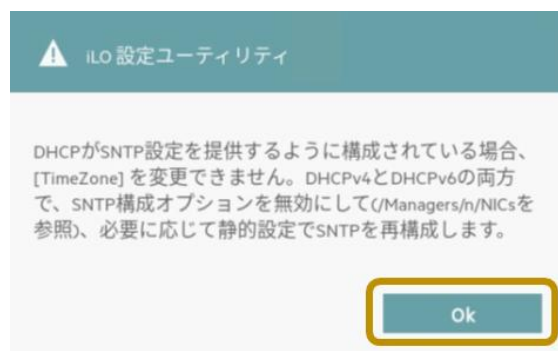 iLO 設定ユーティリティ
DHCPがSNTP設定を提供するように構成されている場合、
[TimeZone] を変更できません。DHCPv4とDHCPv6の両方
で、SNTP構成オプションを無効にして(/Managers/n/NICsを
参照)、必要に応じて静的設定でSNTPを再構成します。
Ok